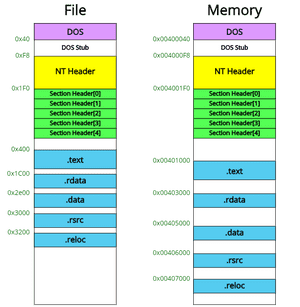 File
DOS
0x40
DOS Stub
0xF8
NT Header
0x1F0
Section Header[0]
Section Header[1]
Section Header[2]
Section Header[3]
Section Header[4]
0x400
.text
0x1C00
.rdata
0x2e00
.data
0x3000
.rsrc
0x3200
.reloc
Memory
DOS
0x00400040
DOS Stub
0x004000F8
NT Header
0x004001F0
Section Header[0]
Section Header[1]
Section Header[2]
Section Header[3]
Section Header[4]
0x00401000
.text
0x00403000
.rdata
0x00405000
.data
0x00406000
.rsrc
0x00407000
.reloc